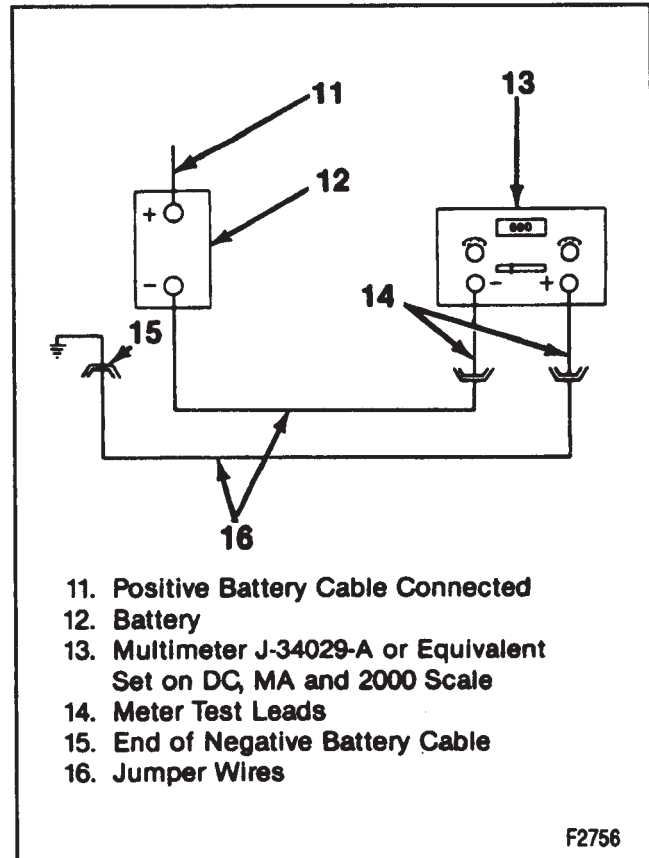 11
13
12
+
-
000
- +
14
15
16
11. Positive Battery Cable Connected
12. Battery
13. Multimeter J-34029-A or Equivalent
Set on DC, MA and 2000 Scale
14. Meter Test Leads
15. End of Negative Battery Cable
16. Jumper Wires
F2756